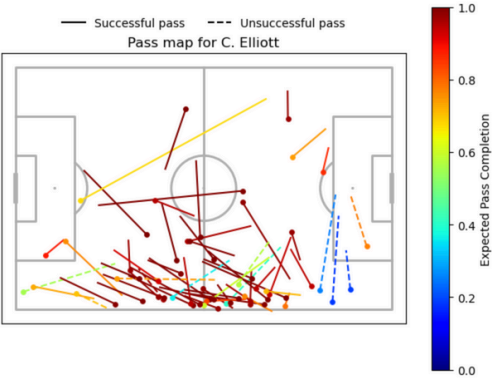 Successful pass
Unsuccessful pass
Pass map for C. Elliott
1.0
0.8
0.6
0.4
0.2
0.0
Expected Pass Completion